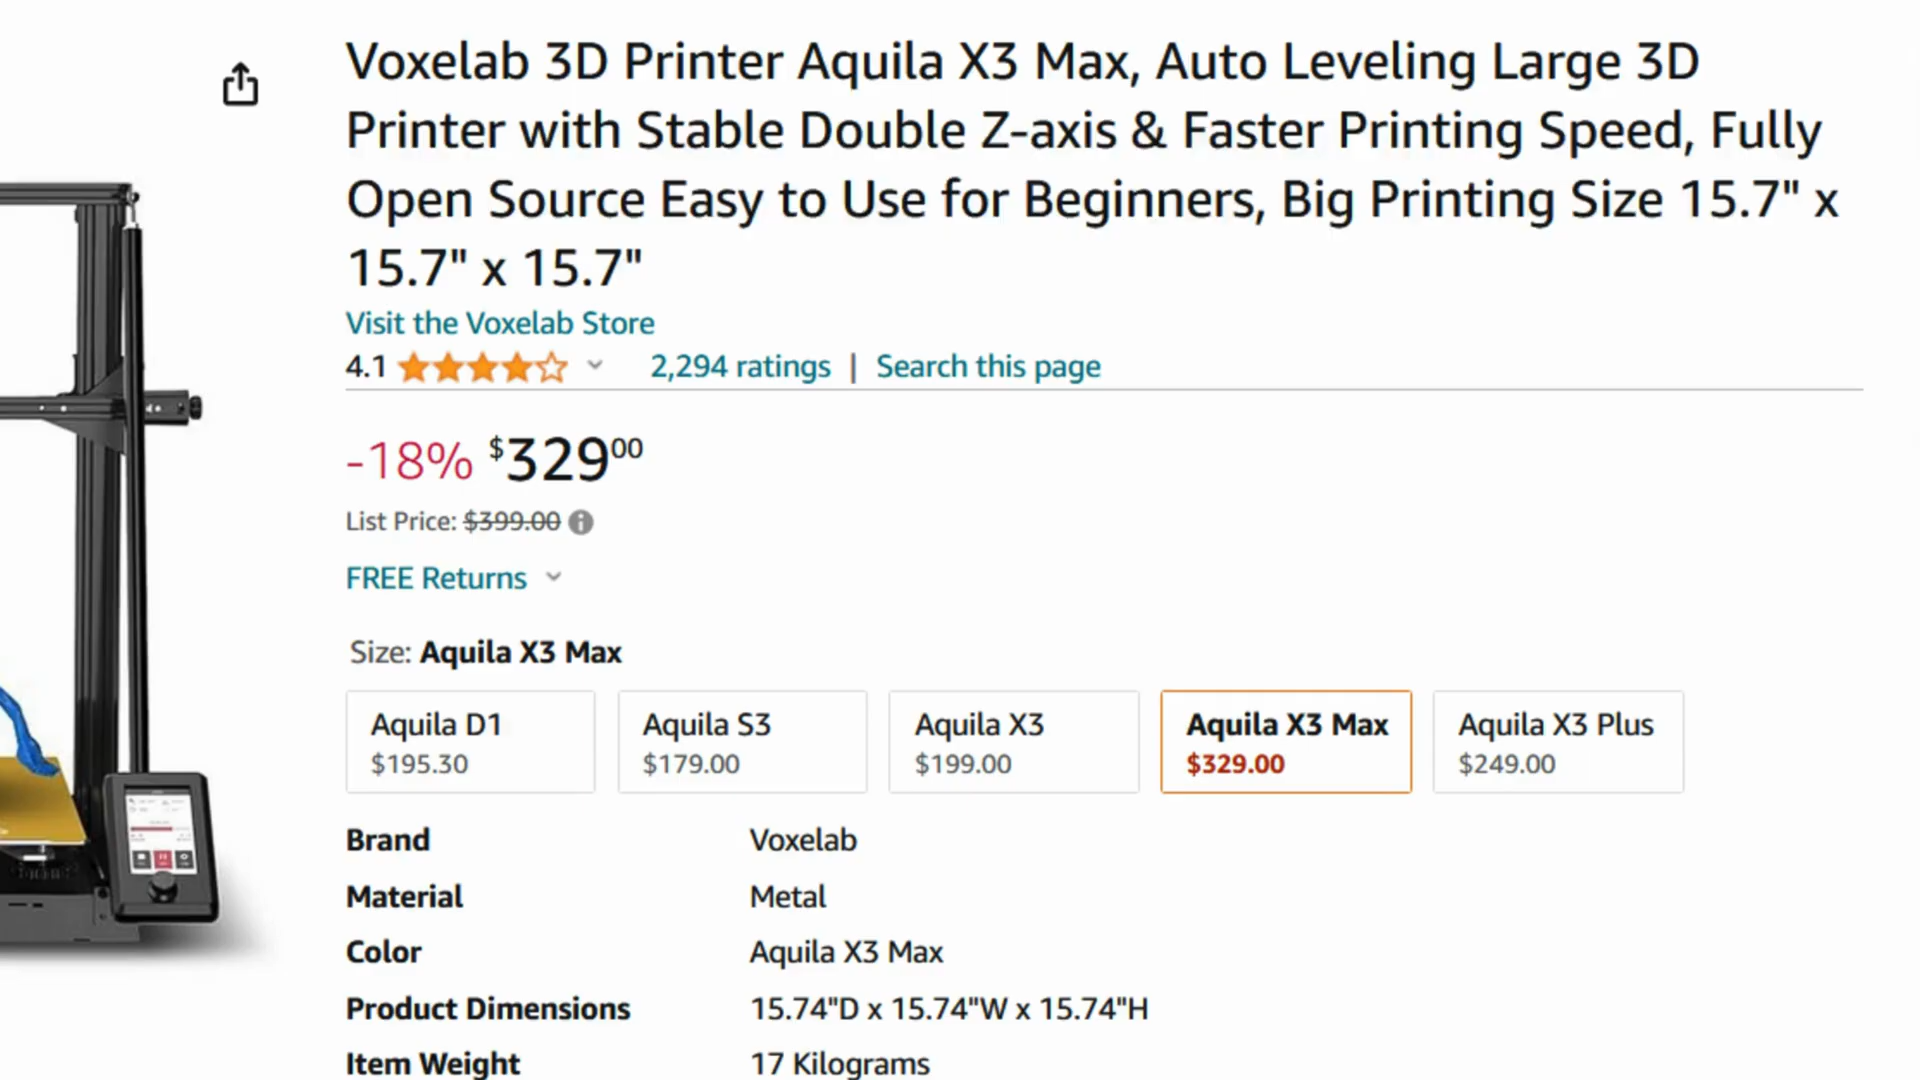 Voxelab 3D Printer Aquila X3 Max, Auto Leveling Large 3D
Printer with Stable Double Z-axis & Faster Printing Speed, Fully
Open Source Easy to Use for Beginners, Big Printing Size 15.7" x
15.7" x 15.7"
Visit the Voxelab Store
4.1 2,294 ratings | Search this page
-18% $32900
List Price: $399.00
FREE Returns
Size: Aquila X3 Max
Aquila D1 Aquila S3 Aquila X3 Aquila X3 Max Aquila X3 Plus
$195.30 $179.00 $199.00 $329.00 $249.00
Brand Voxelab
Material Metal
Color Aquila X3 Max
Product Dimensions 15.74"D x 15.74"W x 15.74"H
Item Weight 17 Kilograms